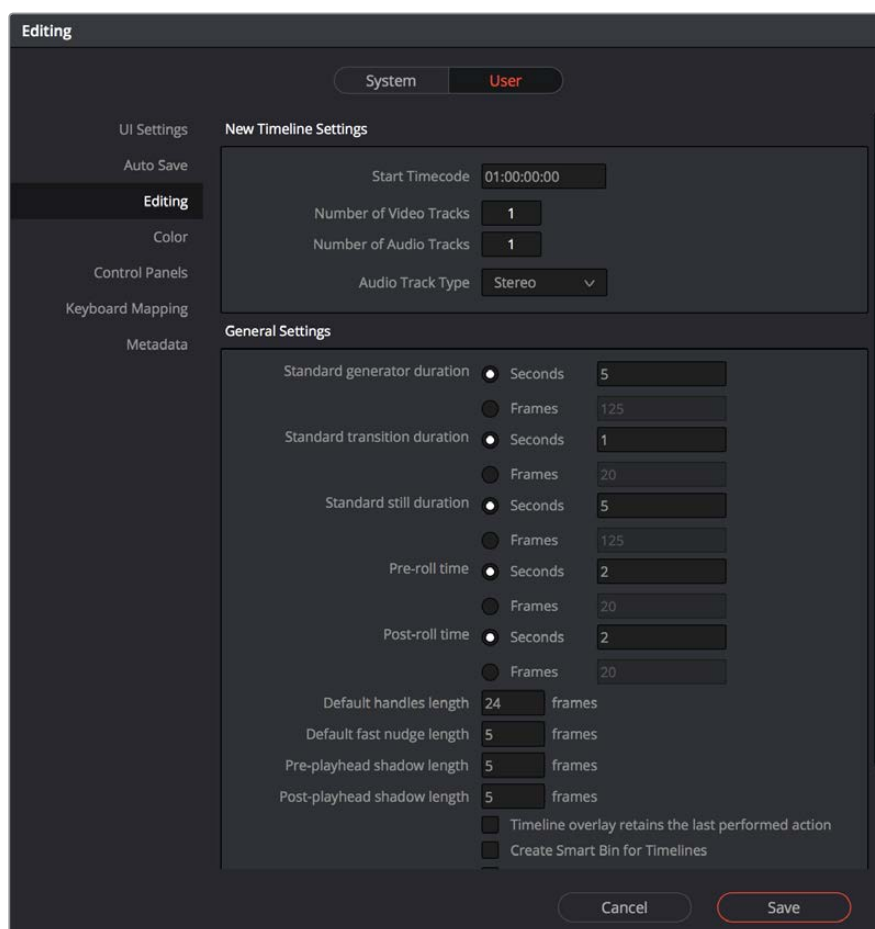 Editing
System User
UI Settings
Auto Save
Editing
Color
Control Panels
Keyboard Mapping
Metadata
New Timeline Settings
Start Timecode 01:00:00:00
Number of Video Tracks 1
Number of Audio Tracks 1
Audio Track Type Stereo
General Settings
Standard generator duration Seconds 5
Frames 125
Standard transition duration Seconds 1
Frames 20
Standard still duration Seconds 5
Frames 125
Pre-roll time Seconds 2
Frames 20
Post-roll time Seconds 2
Frames 20
Default handles length 24 frames
Default fast nudge length 5 frames
Pre-playhead shadow length 5 frames
Post-playhead shadow length 5 frames
Timeline overlay retains the last performed action
Create Smart Bin for Timelines
Cancel Save